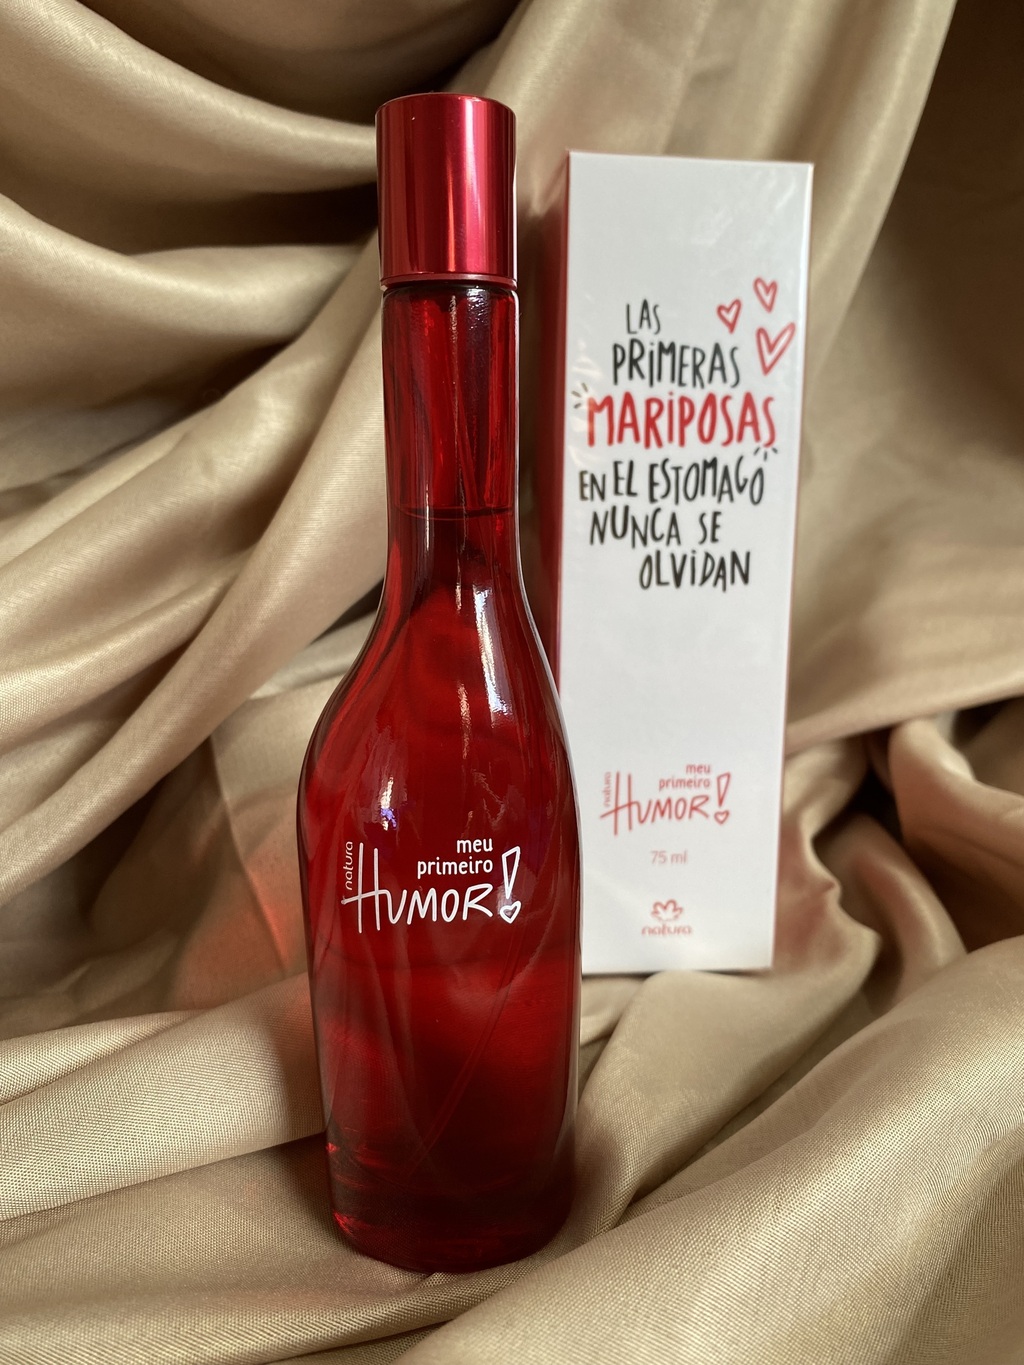 LAS
PRIMERAS
MARIPOSAS
EN EL ESTOMAGO
NUNCA SE
OLVIDAN
natura
meu
primeiro
HUMOR!
75 ml
natura
natura
meu
primeiro
HUMOR!